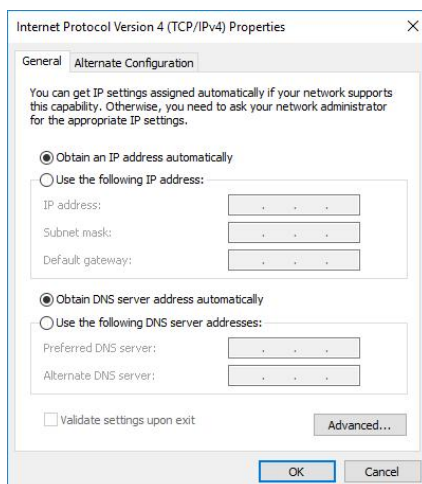 Internet Protocol Version 4 (TCP/IPv4) Properties
General
Alternate Configuration
You can get IP settings assigned automatically if your network supports
this capability. Otherwise, you need to ask your network administrator
for the appropriate IP settings.
Obtain an IP address automatically
Use the following IP address:
IP address:
Subnet mask:
Default gateway:
Obtain DNS server address automatically
Use the following DNS server addresses:
Preferred DNS server:
Alternate DNS server:
Validate settings upon exit
Advanced...
OK
Cancel